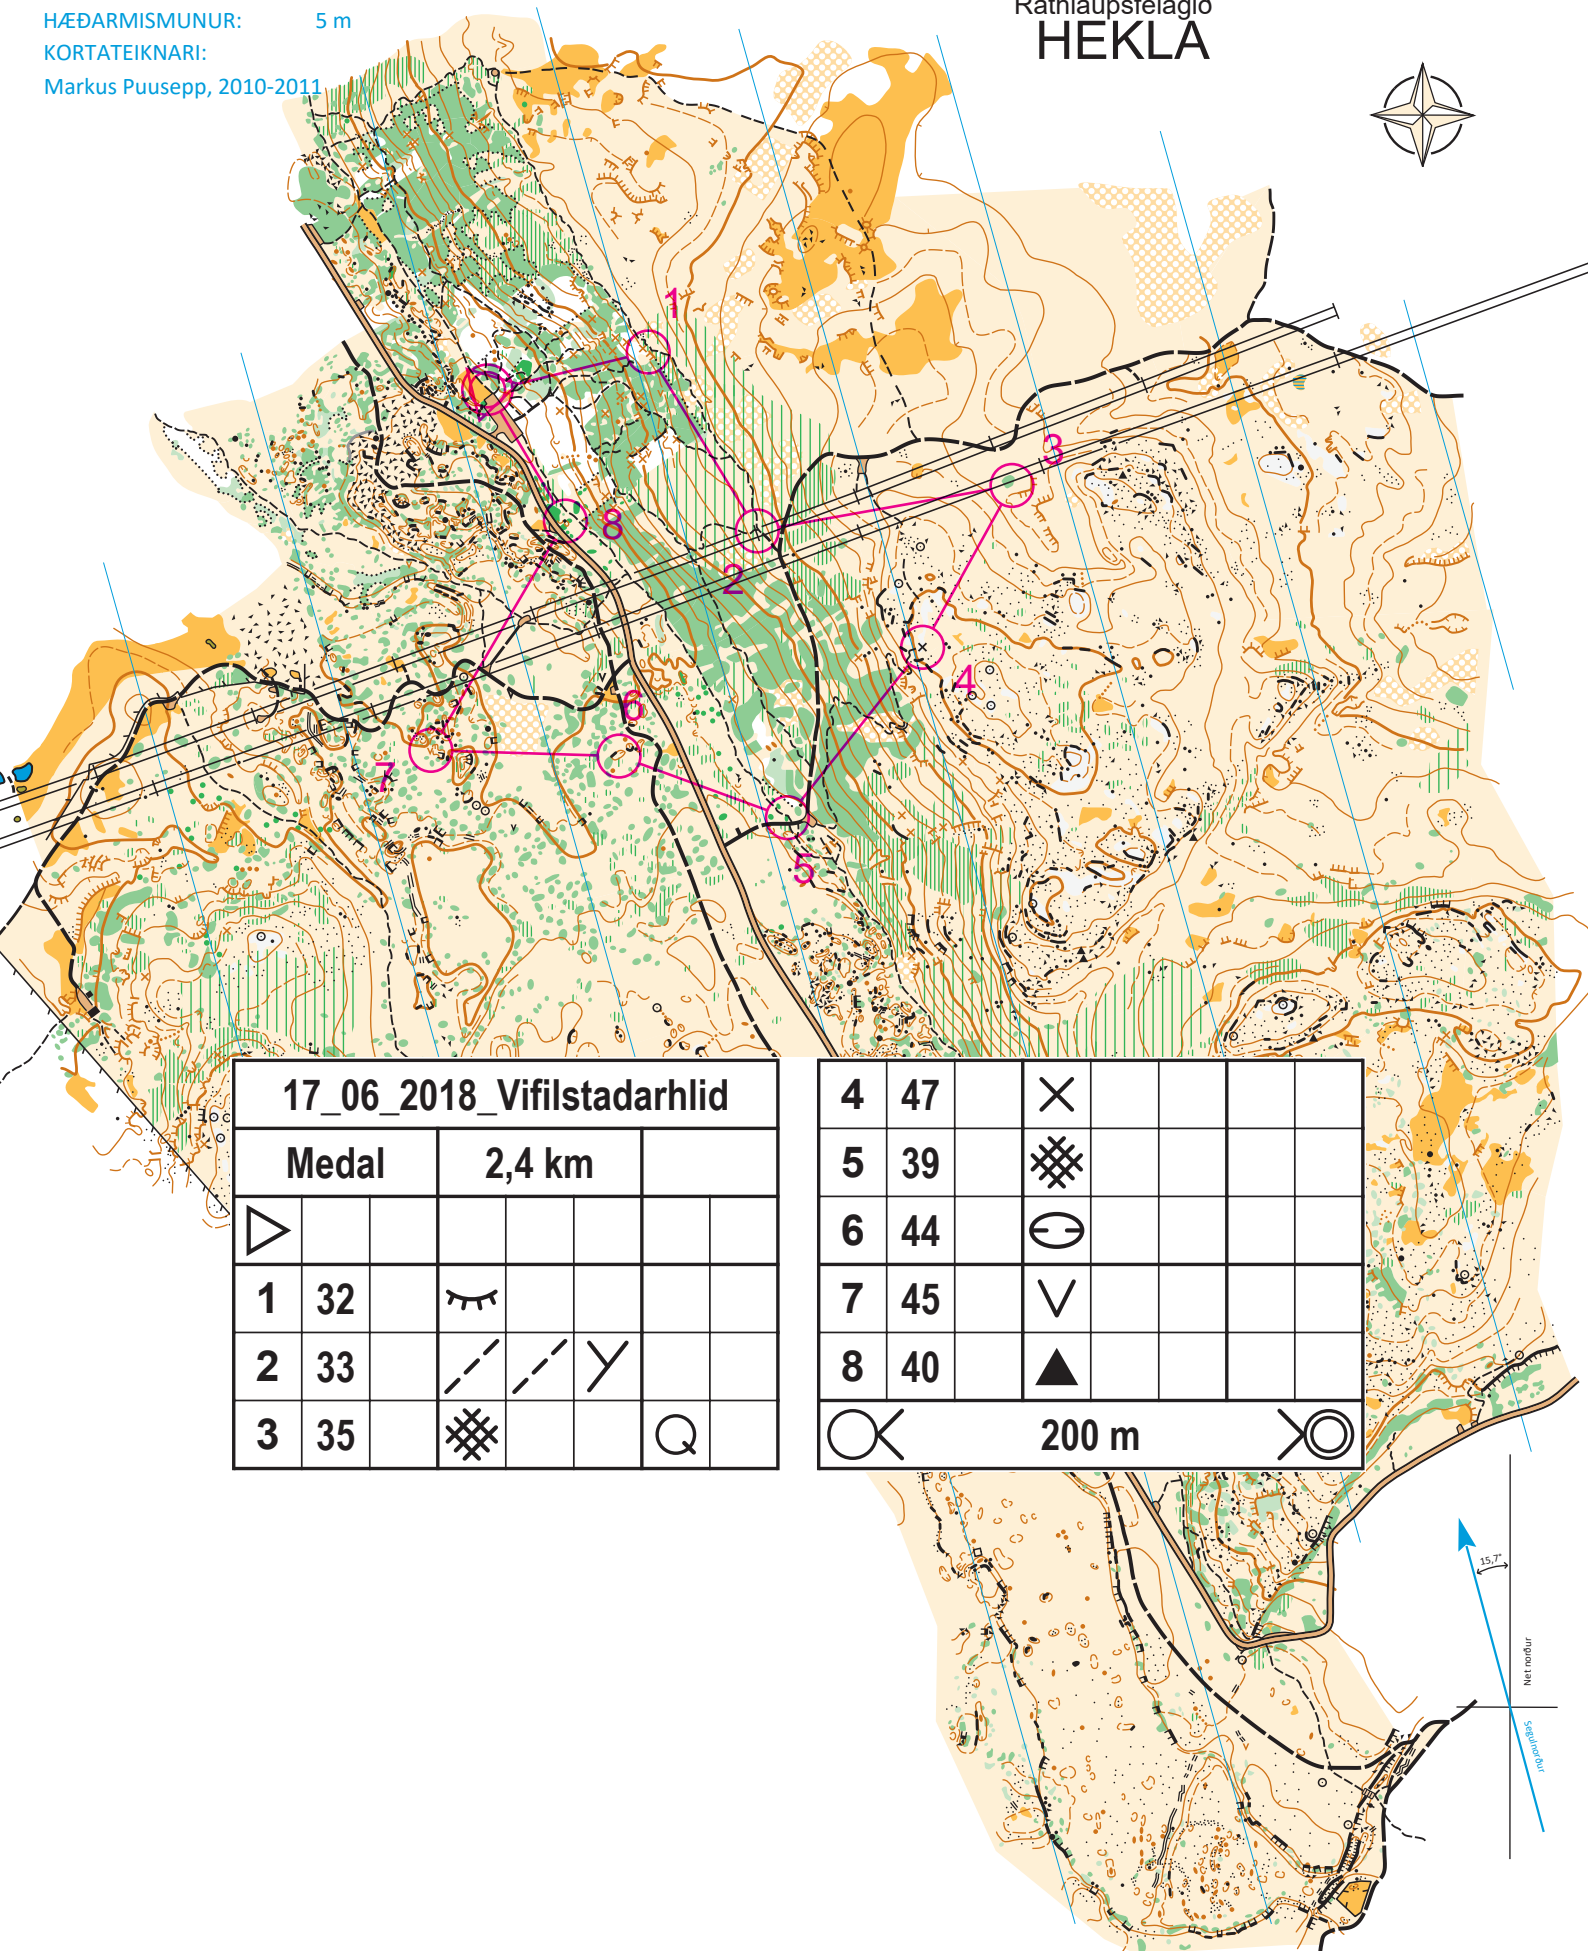 HÆÐARMISMUNUR: 5 m
KORTATEIKNARI:
Markus Puusepp, 2010-2011
HEKLA
1
2
3
4
5
6
7
8
17_06_2018_Vifilstadarhlid
Medal 2,4 km
1 32
2 33
3 35
4 47
5 39
6 44
7 45
8 40
200 m
15,7°
Net norður
Segulnorður